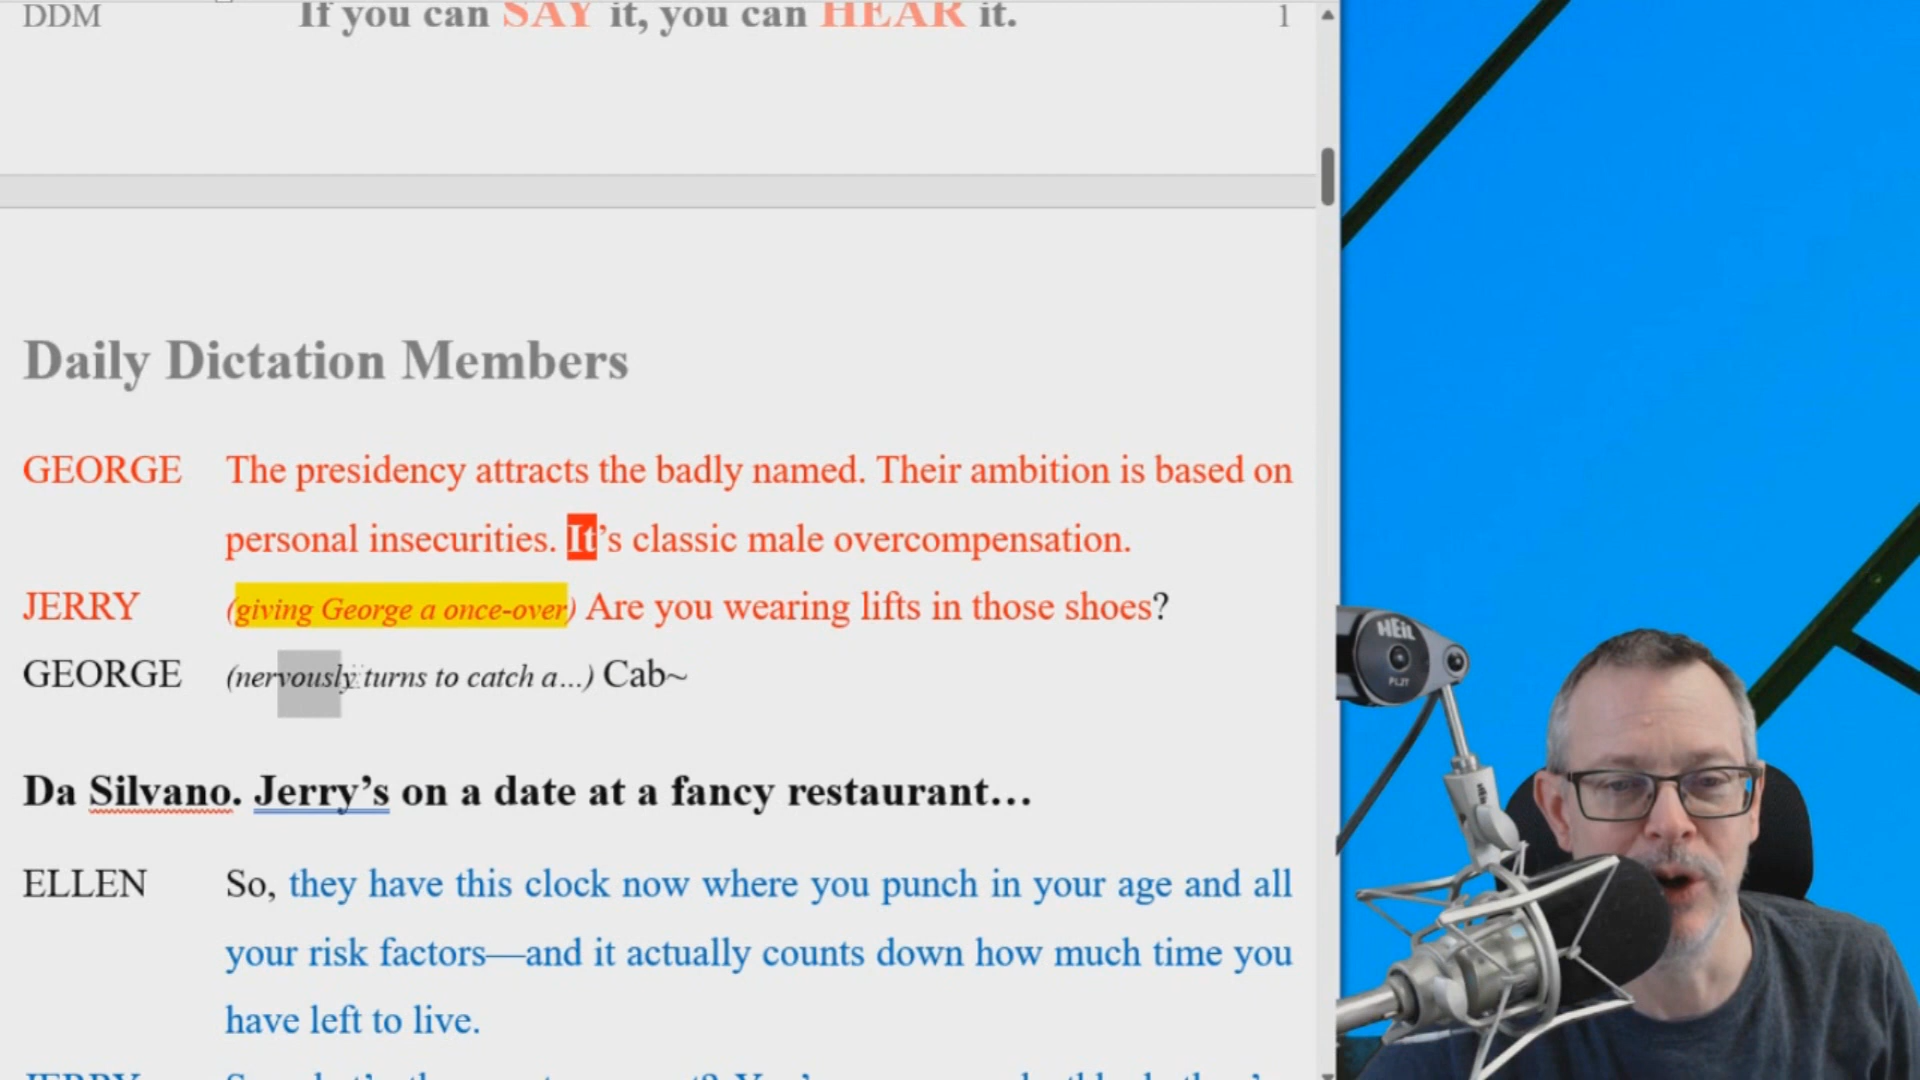 DDM If you can SAY it, you can HEAR it. 1
Daily Dictation Members
GEORGE The presidency attracts the badly named. Their ambition is based on
personal insecurities. It’s classic male overcompensation.
JERRY (giving George a once-over) Are you wearing lifts in those shoes?
GEORGE (nervously turns to catch a…) Cab~
Da Silvano. Jerry’s on a date at a fancy restaurant…
ELLEN So, they have this clock now where you punch in your age and all
your risk factors—and it actually counts down how much time you
have left to live.
HEiL
PL2T